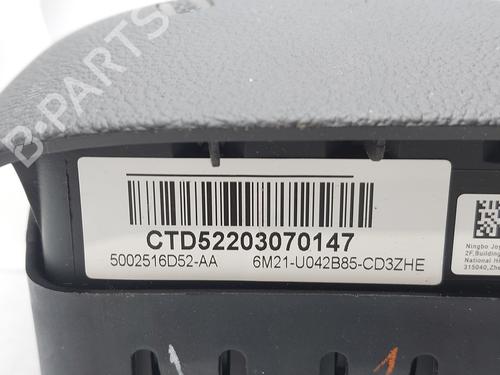 B-PARTS
CTD52203070147
5002516D52-AA 6M21-U042B85-CD3ZHE
Ningbo Joy
2F,Building
National H
315040,Zhe